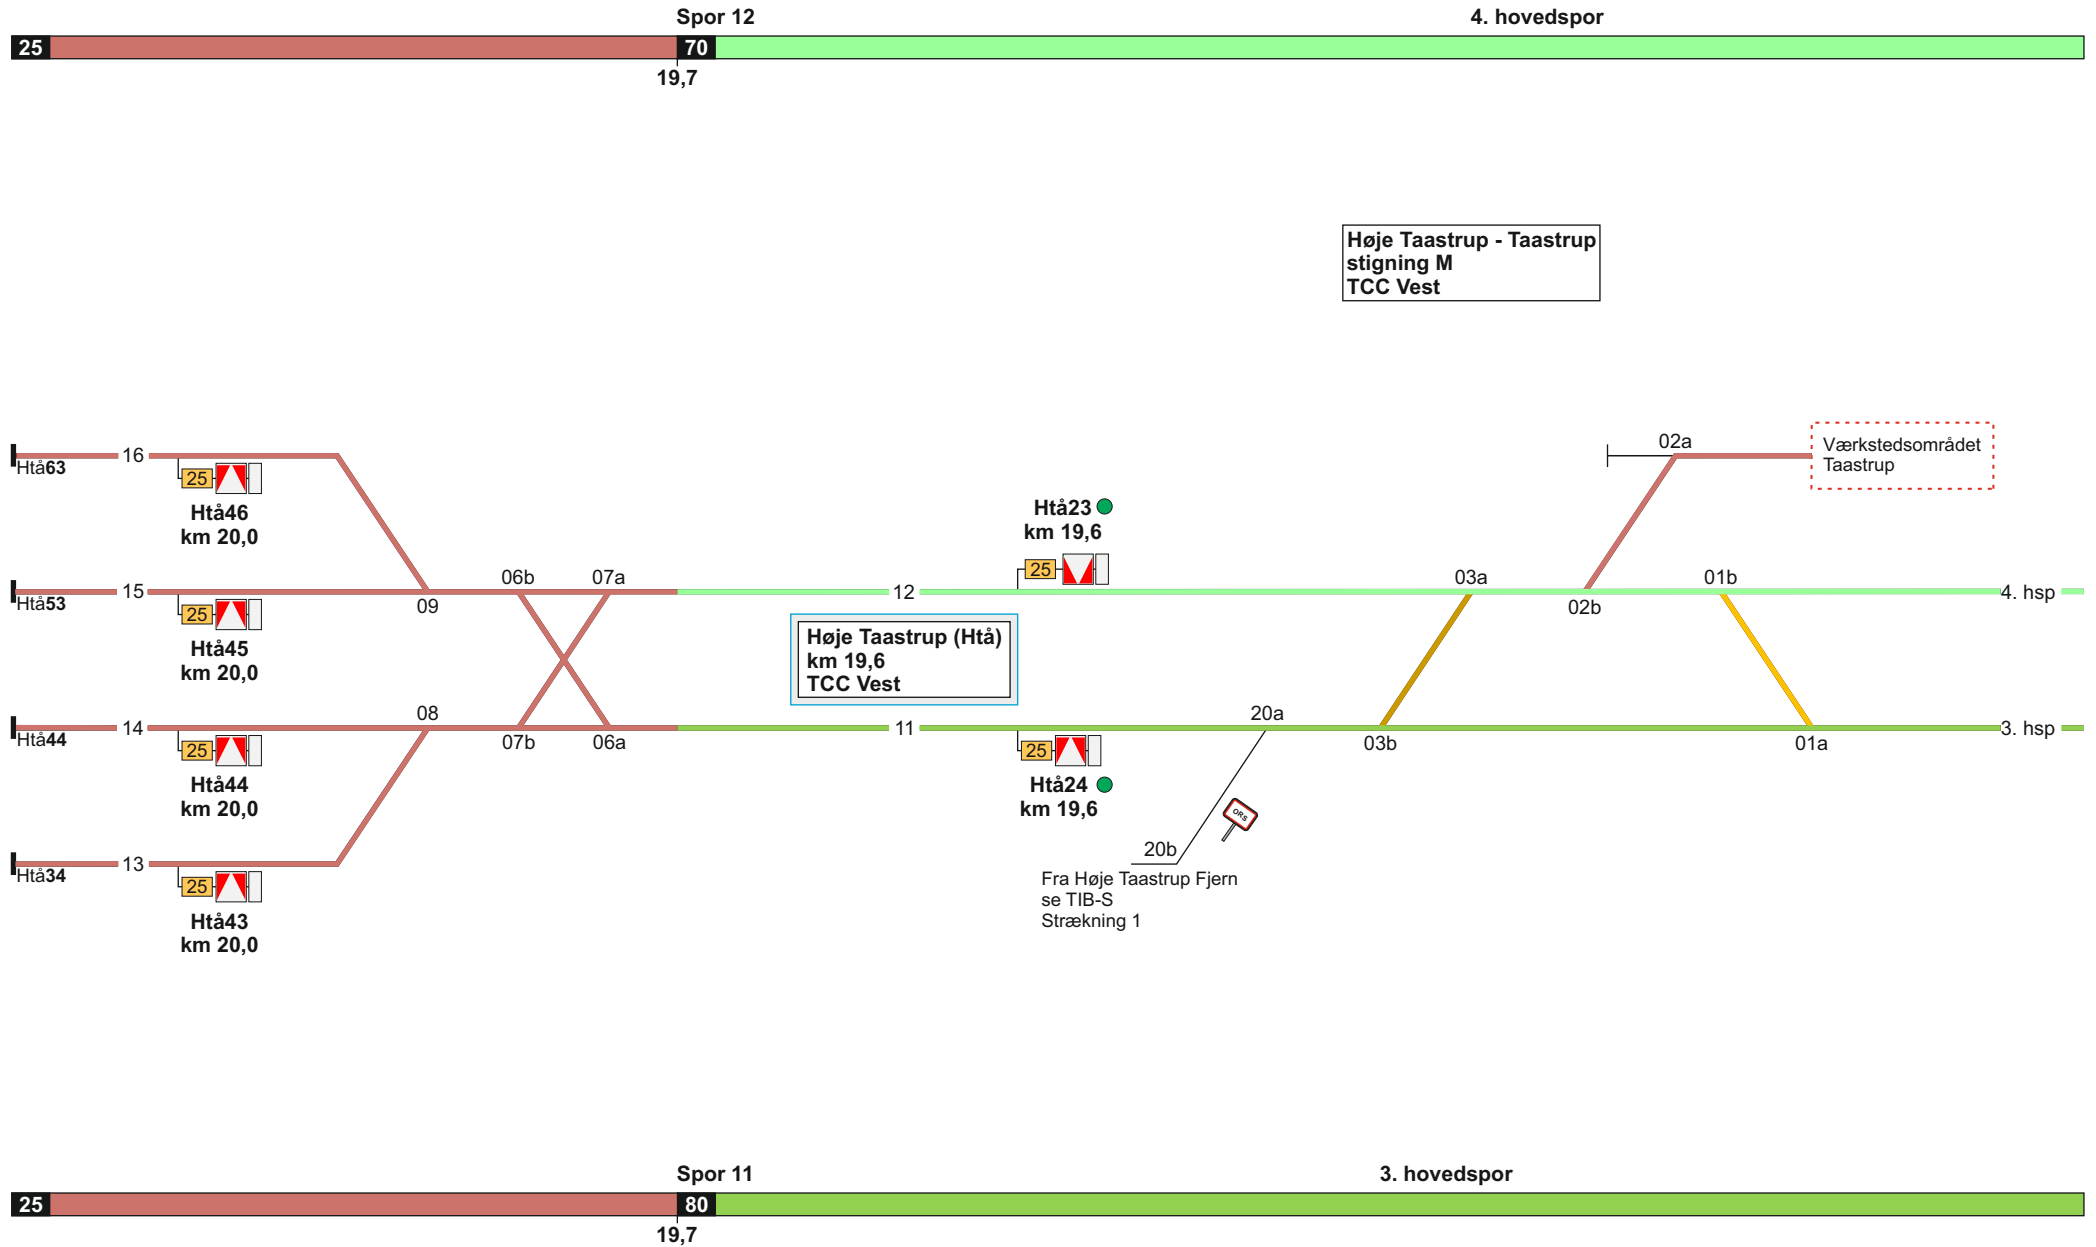 Spor 12
4. hovedspor
25
70
19,7
Høje Taastrup - Taastrup
stigning M
TCC Vest
02a
Værkstedsområdet
Taastrup
16
Htå63
25
Htå46
km 20,0
Htå23
km 19,6
25
15
Htå53
25
Htå45
km 20,0
09
06b
07a
12
03a
02b
01b
4. hsp
Høje Taastrup (Htå)
km 19,6
TCC Vest
14
Htå44
25
Htå44
km 20,0
08
07b
06a
11
25
Htå24
km 19,6
20a
03b
01a
3. hsp
ORS
20b
Fra Høje Taastrup Fjern
se TIB-S
Strækning 1
13
Htå34
25
Htå43
km 20,0
Spor 11
3. hovedspor
25
80
19,7